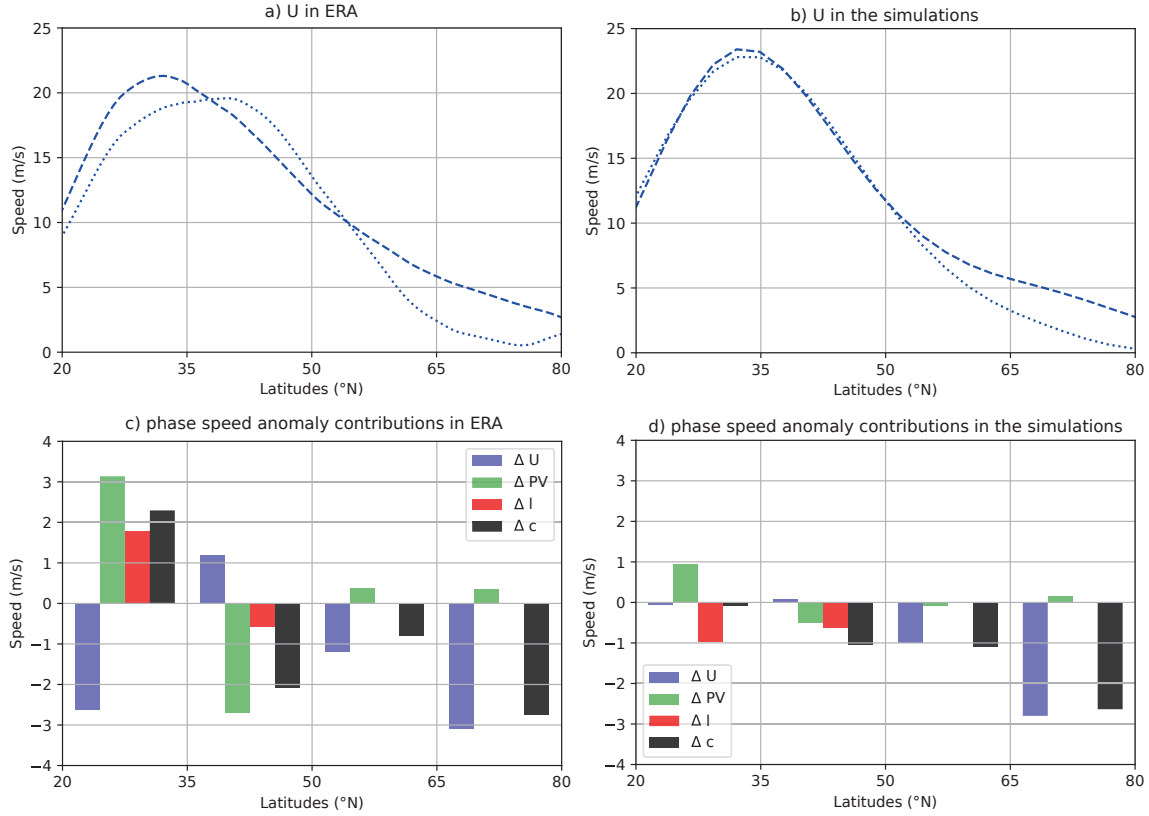 a) U in ERA
25
20
15
10
5
0
Speed (m/s)
20 35 50 65 80
Latitudes (°N)
b) U in the simulations
25
20
15
10
5
0
Speed (m/s)
20 35 50 65 80
Latitudes (°N)
c) phase speed anomaly contributions in ERA
4
3
2
1
0
−1
−2
−3
−4
Speed (m/s)
Δ U
Δ PV
Δ l
Δ c
20 35 50 65 80
Latitudes (°N)
d) phase speed anomaly contributions in the simulations
4
3
2
1
0
−1
−2
−3
−4
Speed (m/s)
Δ U
Δ PV
Δ l
Δ c
20 35 50 65 80
Latitudes (°N)